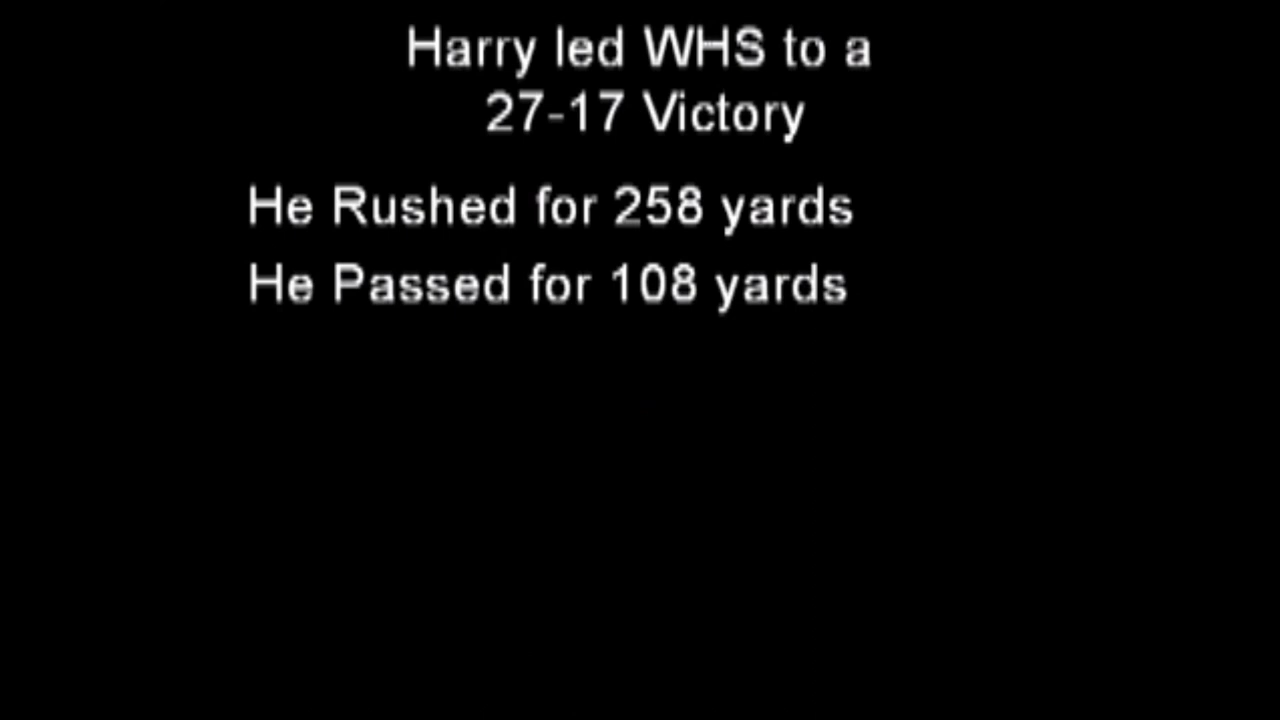 Harry led WHS to a
27-17 Victory
He Rushed for 258 yards
He Passed for 108 yards